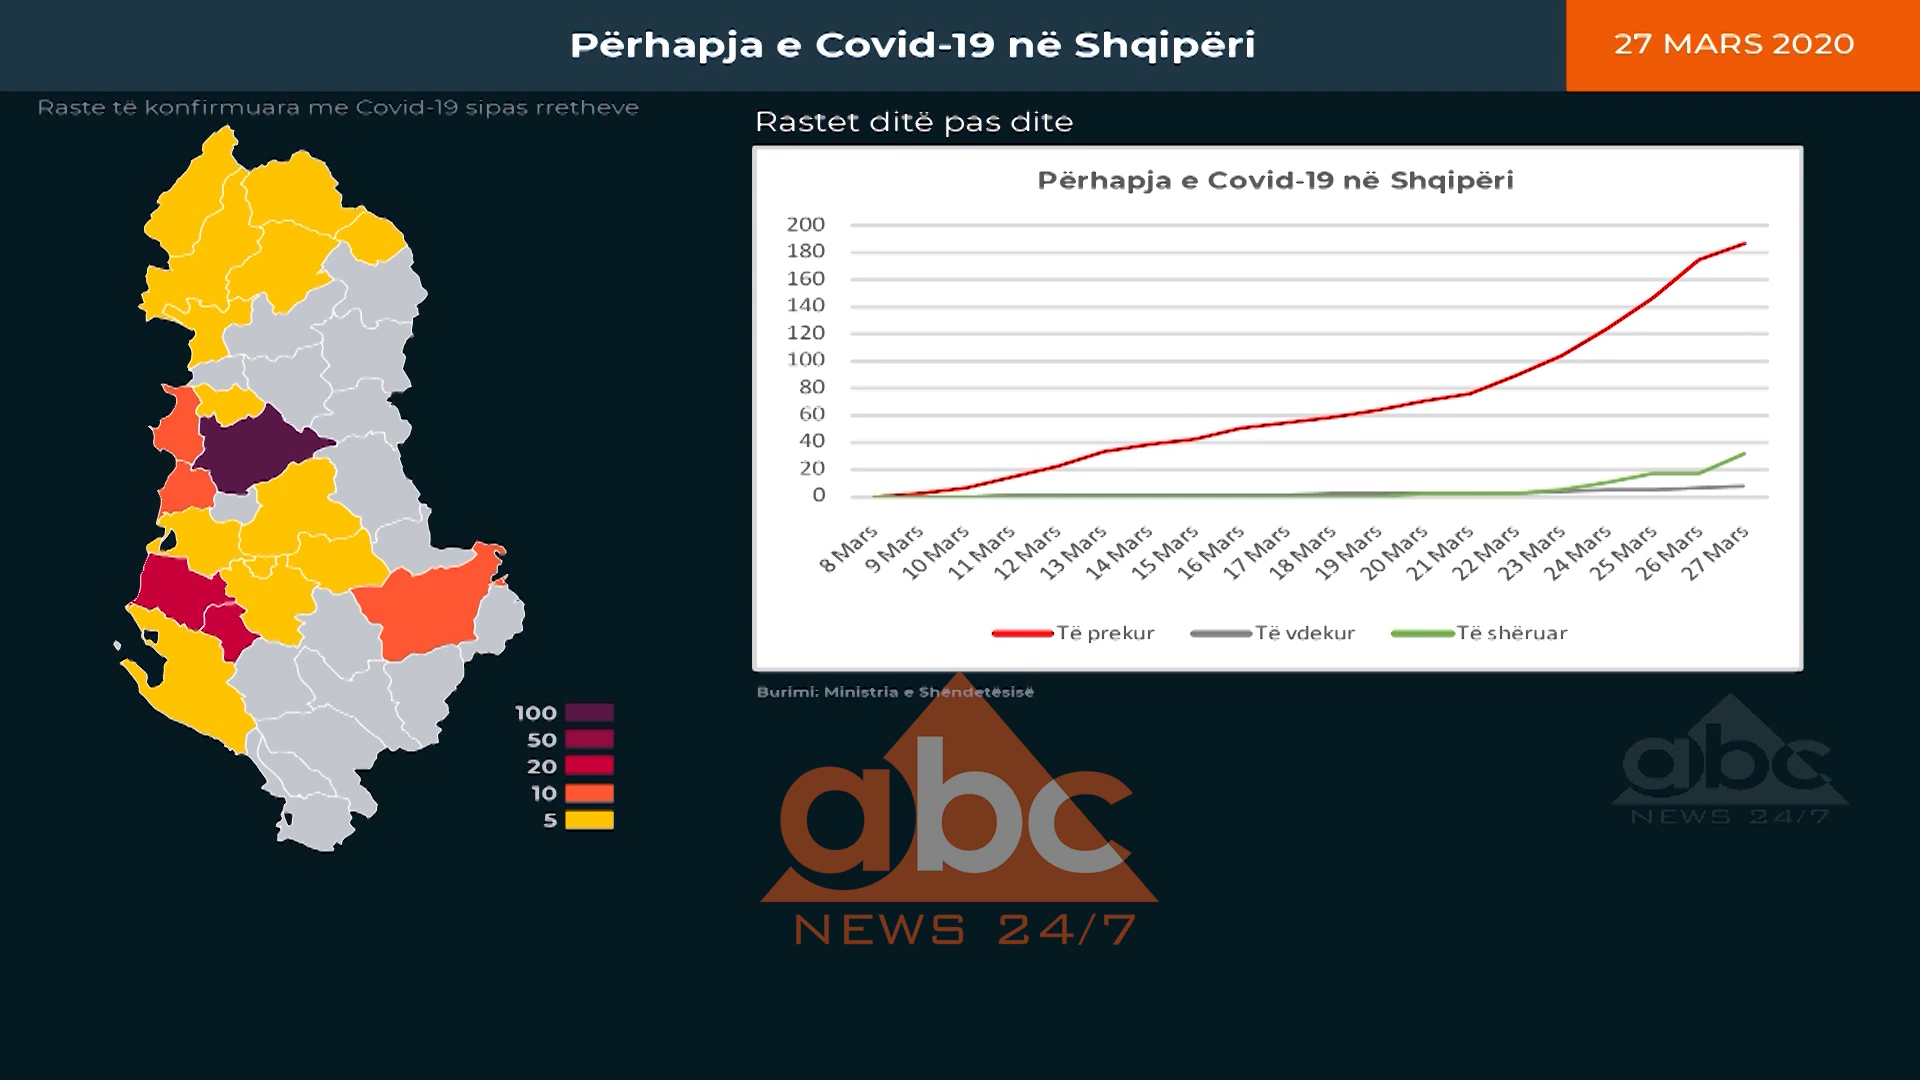 Përhapja e Covid-19 në Shqipëri
27 MARS 2020
Raste të konfirmuara me Covid-19 sipas rretheve
100
50
20
10
5
Rastet ditë pas dite
Përhapja e Covid-19 në Shqipëri
200
180
160
140
120
100
80
60
40
20
0
8 Mars
9 Mars
10 Mars
11 Mars
12 Mars
13 Mars
14 Mars
15 Mars
16 Mars
17 Mars
18 Mars
19 Mars
20 Mars
21 Mars
22 Mars
23 Mars
24 Mars
25 Mars
26 Mars
27 Mars
Të prekur
Të vdekur
Të shëruar
Burimi: Ministria e Shëndetësisë
abc
NEWS 24/7
abc
NEWS 24/7